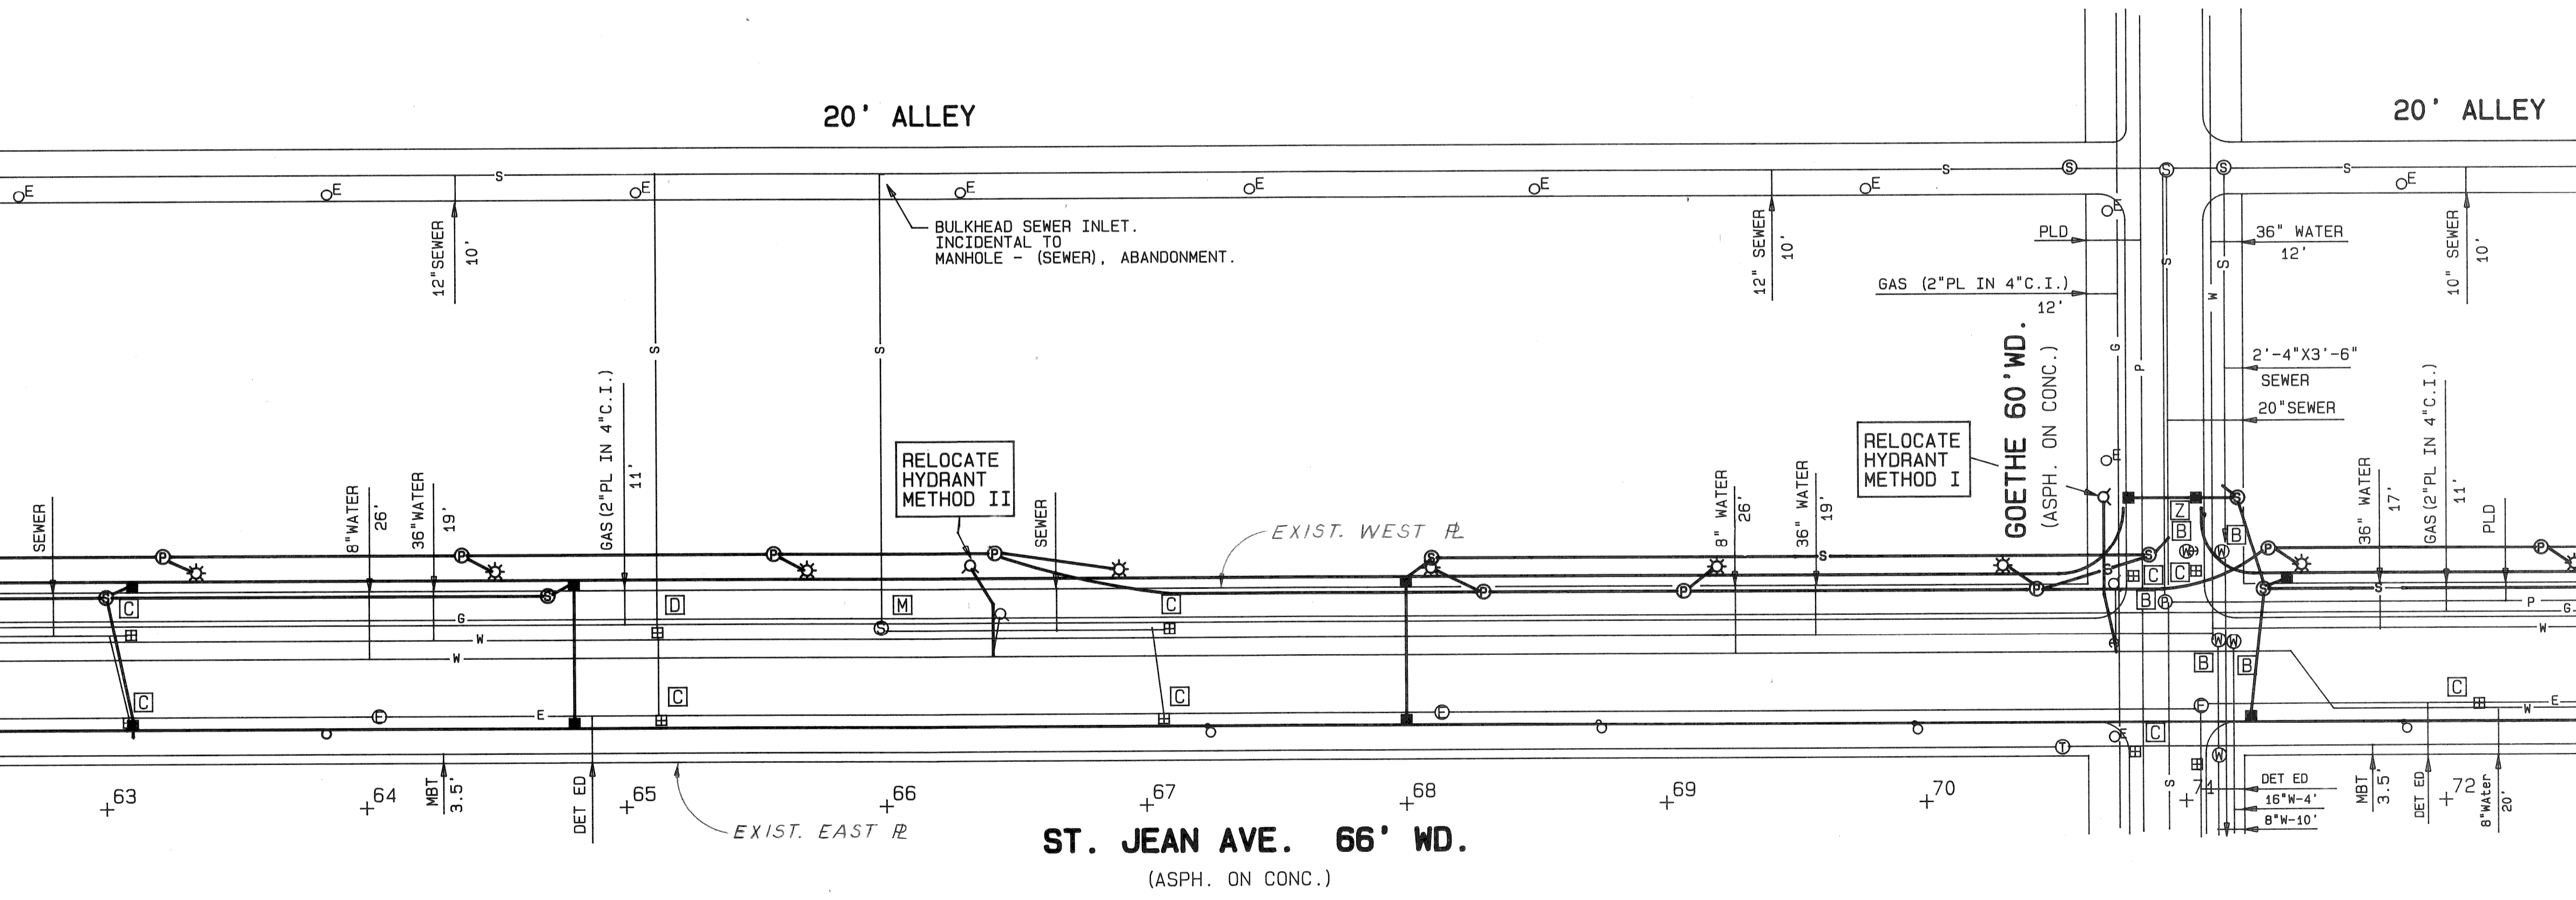 20' ALLEY
20' ALLEY
S
S
S
S
S
S
E
E
E
E
E
E
E
E
E
12"SEWER
10'
BULKHEAD SEWER INLET.
INCIDENTAL TO
MANHOLE - (SEWER), ABANDONMENT.
12" SEWER
10'
PLD
36" WATER
12'
10" SEWER
10'
GAS (2"PL IN 4"C.I.)
12'
S
S
W
S
S
G
P
2'-4"X3'-6"
SEWER
20"SEWER
GOETHE 60'WD.
(ASPH. ON CONC.)
RELOCATE
HYDRANT
METHOD II
RELOCATE
HYDRANT
METHOD I
E
SEWER
8"WATER
26'
36"WATER
19'
GAS (2"PL IN 4"C.I.)
11'
SEWER
EXIST. WEST PL
8" WATER
26'
36" WATER
19'
36" WATER
17'
GAS (2"PL IN 4"C.I.)
11'
PLD
P
P
P
P
S
S
S
Z
B
B
W
W
P
P
S
S
P
P
P
S
C
C
S
S
S
C
D
M
C
B
P
G
G
S
W
W
W
W
W
B
B
C
C
C
C
E
E
E
E
E
W
T
E
C
W
63
64
65
66
67
68
69
70
71
72
MBT
3.5'
DET ED
EXIST. EAST PL
ST. JEAN AVE. 66' WD.
(ASPH. ON CONC.)
S
DET ED
16"W-4'
8"W-10'
MBT
3.5'
DET ED
8"WAter
20'